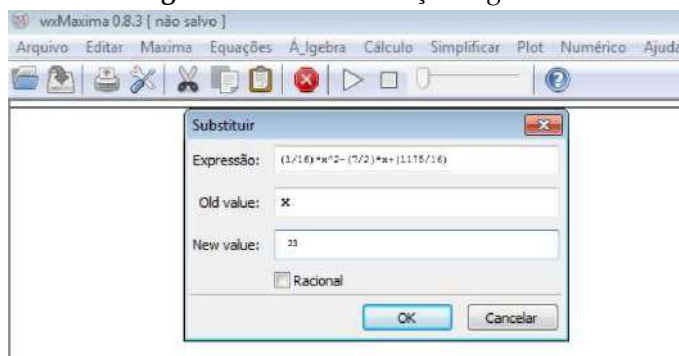 wxMaxima 0.8.3 [ não salvo ]
Arquivo Editar Maxima Equações Á_lgebra Cálculo Simplificar Plot Numérico Ajuda
Substituir
Expressão: (1/16)*x^2-(7/2)*x+(1175/16)
Old value: x
New value: 23
Racional
OK Cancelar